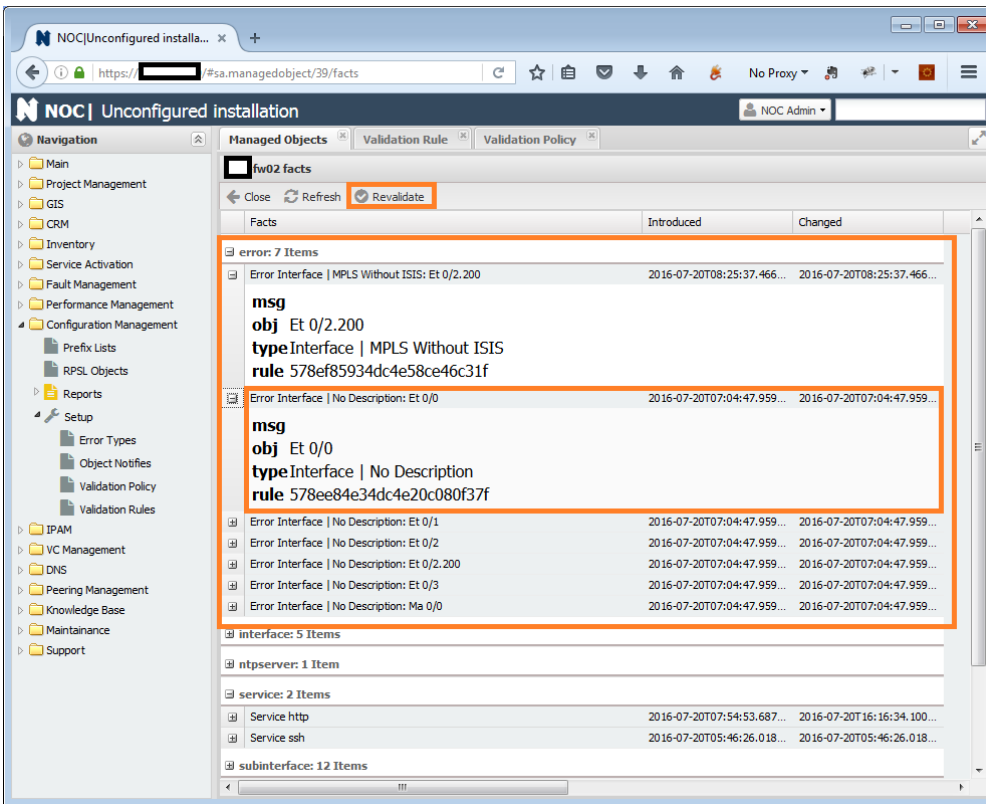 NOC|Unconfigured installa...
https:// /#sa.managedobject/39/facts
No Proxy
NOC| Unconfigured installation
NOC Admin
Navigation
Managed Objects
Validation Rule
Validation Policy
Main
Project Management
GIS
CRM
Inventory
Service Activation
Fault Management
Performance Management
Configuration Management
Prefix Lists
RPSL Objects
Reports
Setup
Error Types
Object Notifies
Validation Policy
Validation Rules
IPAM
VC Management
DNS
Peering Management
Knowledge Base
Maintainance
Support
fw02 facts
Close Refresh Revalidate
Facts Introduced Changed
error: 7 Items
Error Interface | MPLS Without ISIS: Et 0/2.200 2016-07-20T08:25:37.466... 2016-07-20T08:25:37.466...
msg
obj Et 0/2.200
type Interface | MPLS Without ISIS
rule 578ef85934dc4e58ce46c31f
Error Interface | No Description: Et 0/0 2016-07-20T07:04:47.959... 2016-07-20T07:04:47.959...
msg
obj Et 0/0
type Interface | No Description
rule 578ee84e34dc4e20c080f37f
Error Interface | No Description: Et 0/1 2016-07-20T07:04:47.959... 2016-07-20T07:04:47.959...
Error Interface | No Description: Et 0/2 2016-07-20T07:04:47.959... 2016-07-20T07:04:47.959...
Error Interface | No Description: Et 0/2.200 2016-07-20T07:04:47.959... 2016-07-20T07:04:47.959...
Error Interface | No Description: Et 0/3 2016-07-20T07:04:47.959... 2016-07-20T07:04:47.959...
Error Interface | No Description: Ma 0/0 2016-07-20T07:04:47.959... 2016-07-20T07:04:47.959...
interface: 5 Items
ntpserver: 1 Item
service: 2 Items
Service http 2016-07-20T07:54:53.687... 2016-07-20T16:16:34.100...
Service ssh 2016-07-20T05:46:26.018... 2016-07-20T05:46:26.018...
subinterface: 12 Items